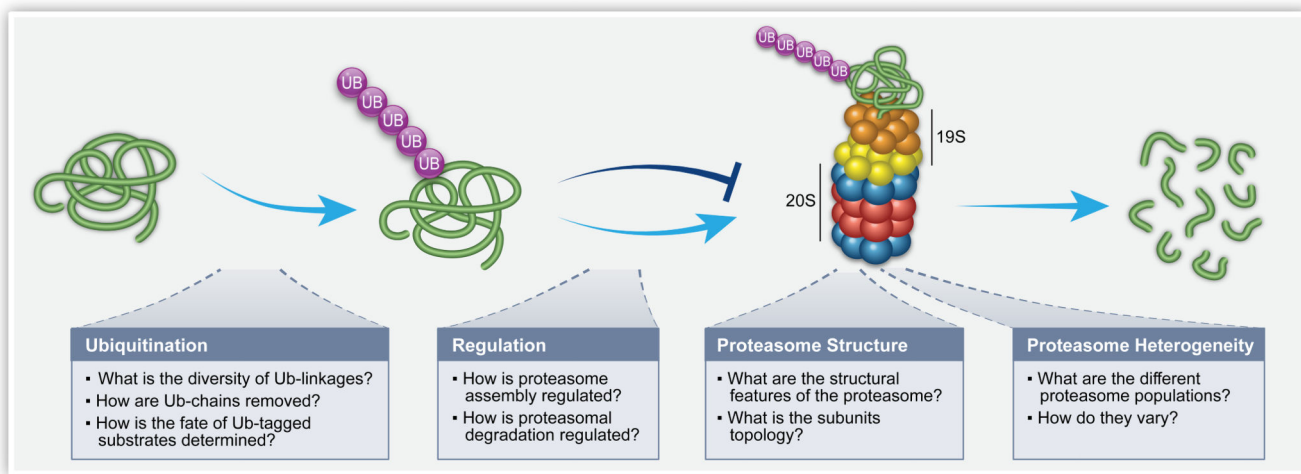 UB
UB
UB
UB
UB
UB
UB
UB
UB
UB
19S
20S
Ubiquitination
▪ What is the diversity of Ub-linkages?
▪ How are Ub-chains removed?
▪ How is the fate of Ub-tagged
substrates determined?
Regulation
▪ How is proteasome
assembly regulated?
▪ How is proteasomal
degradation regulated?
Proteasome Structure
▪ What are the structural
features of the proteasome?
▪ What is the subunits
topology?
Proteasome Heterogeneity
▪ What are the different
proteasome populations?
▪ How do they vary?